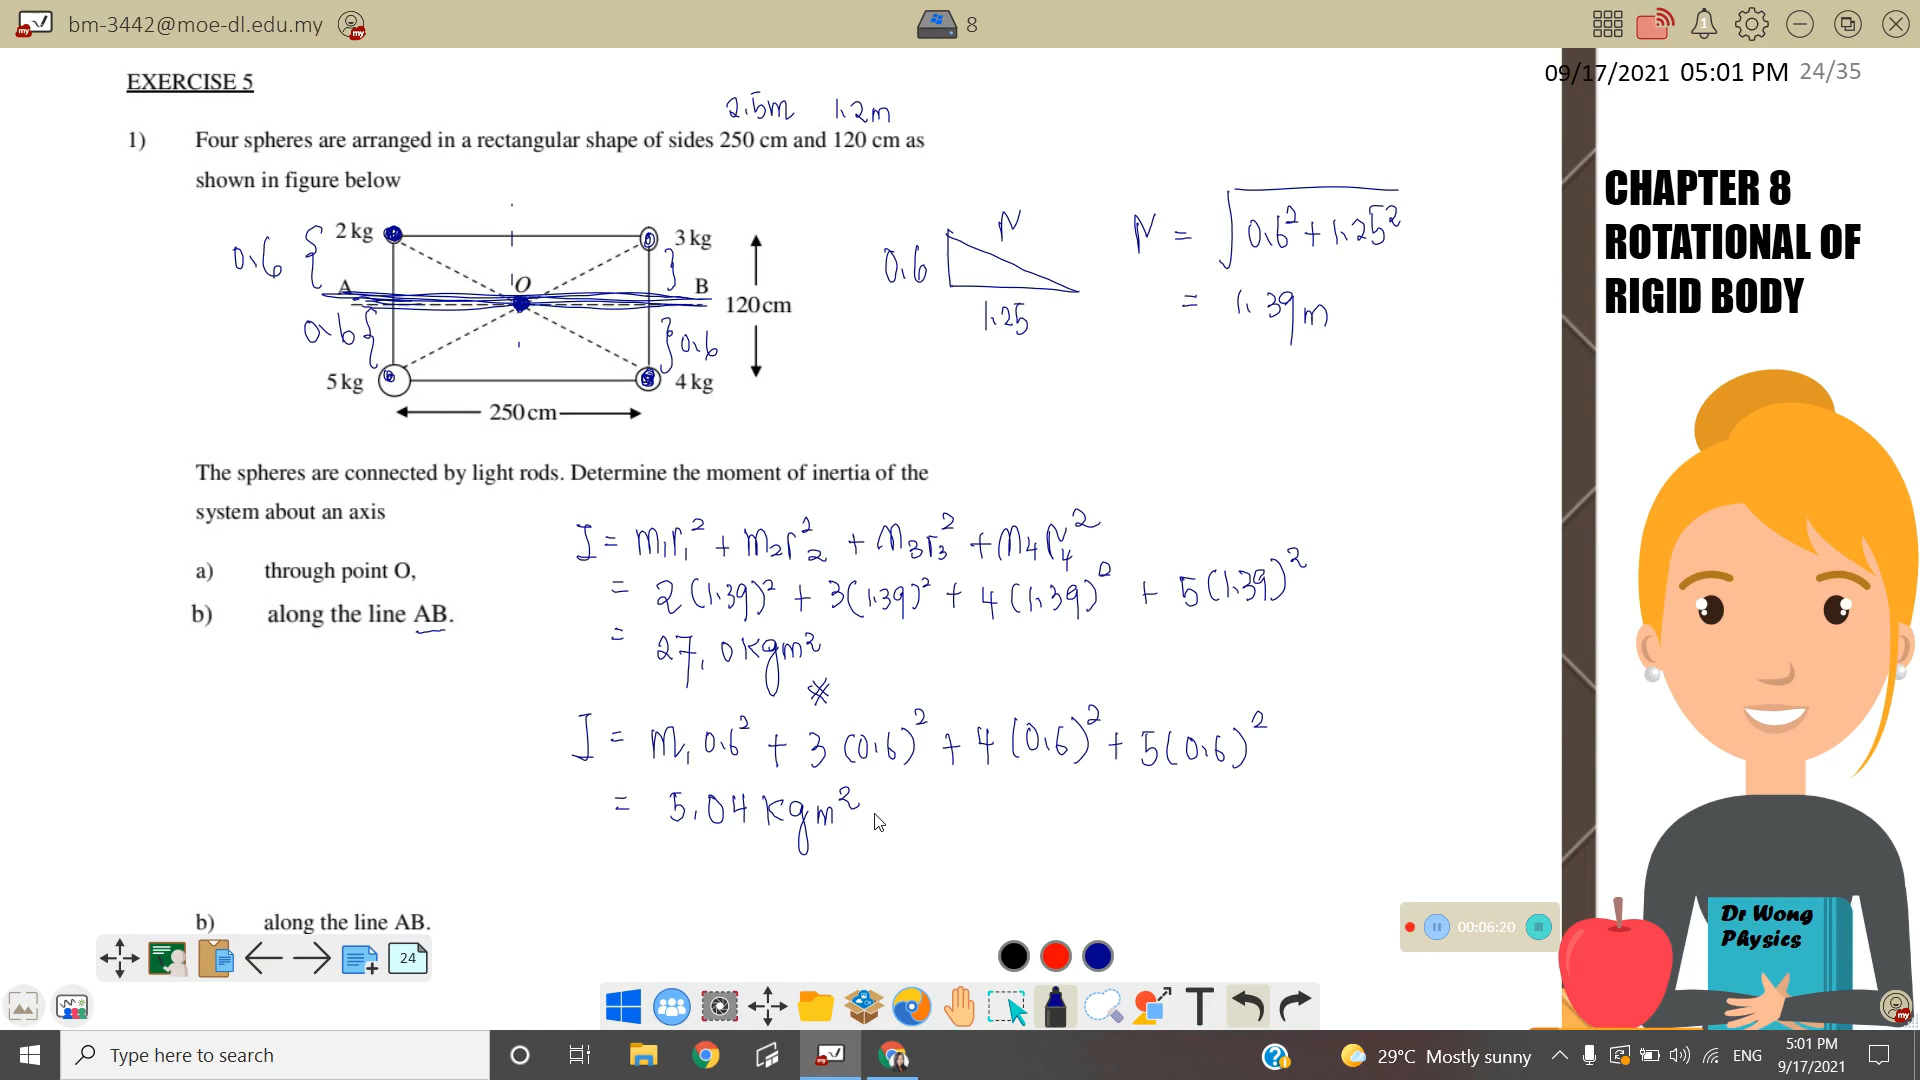 bm-3442@moe-dl.edu.my
8
1
09/17/2021 05:01 PM 24/35
EXERCISE 5
2.5m 1.2m
1) Four spheres are arranged in a rectangular shape of sides 250 cm and 120 cm as
shown in figure below
2 kg
3 kg
0.6
A
O
B
120 cm
0.6
0.6
5 kg
4 kg
250 cm
r
0.6
1.25
r = √0.6² + 1.25²
= 1.39 m
The spheres are connected by light rods. Determine the moment of inertia of the
system about an axis
a) through point O,
b) along the line AB.
I = m₁r₁² + m₂r₂² + m₃r₃² + m₄r₄²
= 2(1.39)² + 3(1.39)² + 4(1.39)² + 5(1.39)²
= 27.0 kgm²
I = m₁0.6² + 3(0.6)² + 4(0.6)² + 5(0.6)²
= 5.04 kgm²
b) along the line AB.
24
CHAPTER 8
ROTATIONAL OF
RIGID BODY
Dr Wong
Physics
00:06:20
T
Type here to search
29°C Mostly sunny
ENG
5:01 PM
9/17/2021